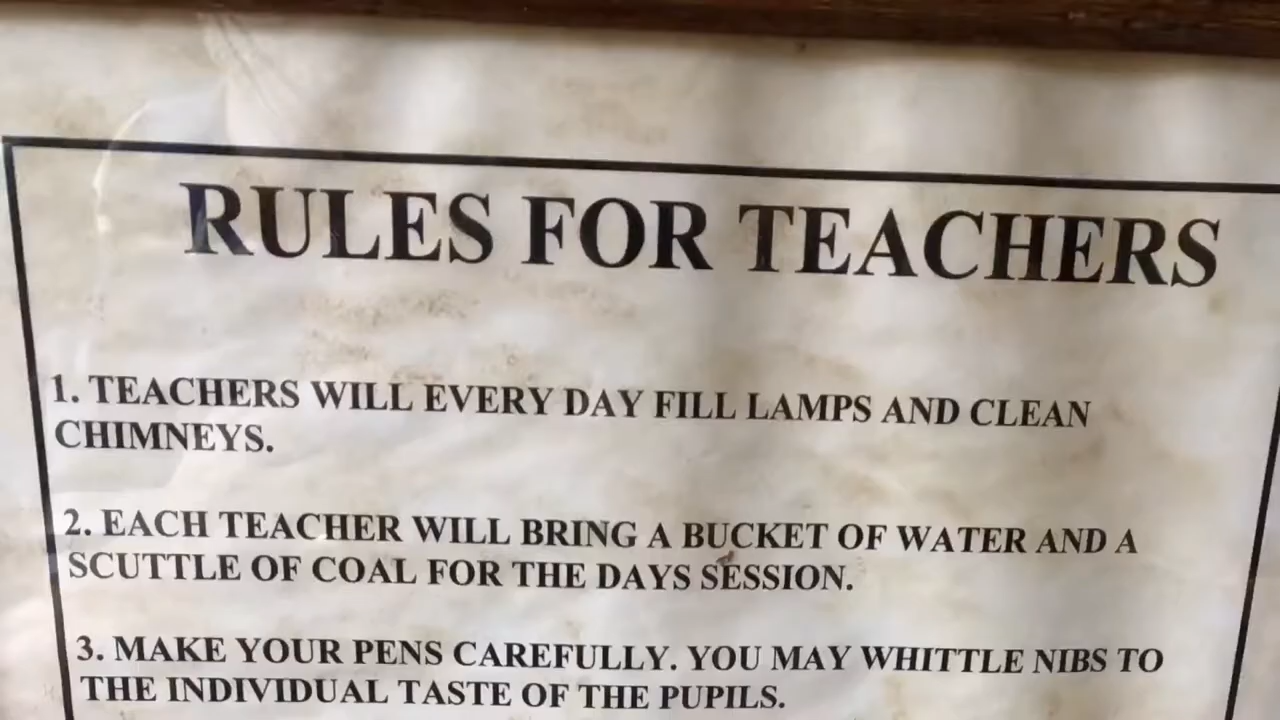 RULES FOR TEACHERS
1. TEACHERS WILL EVERY DAY FILL LAMPS AND CLEAN
CHIMNEYS.
2. EACH TEACHER WILL BRING A BUCKET OF WATER AND A
SCUTTLE OF COAL FOR THE DAYS SESSION.
3. MAKE YOUR PENS CAREFULLY. YOU MAY WHITTLE NIBS TO
THE INDIVIDUAL TASTE OF THE PUPILS.